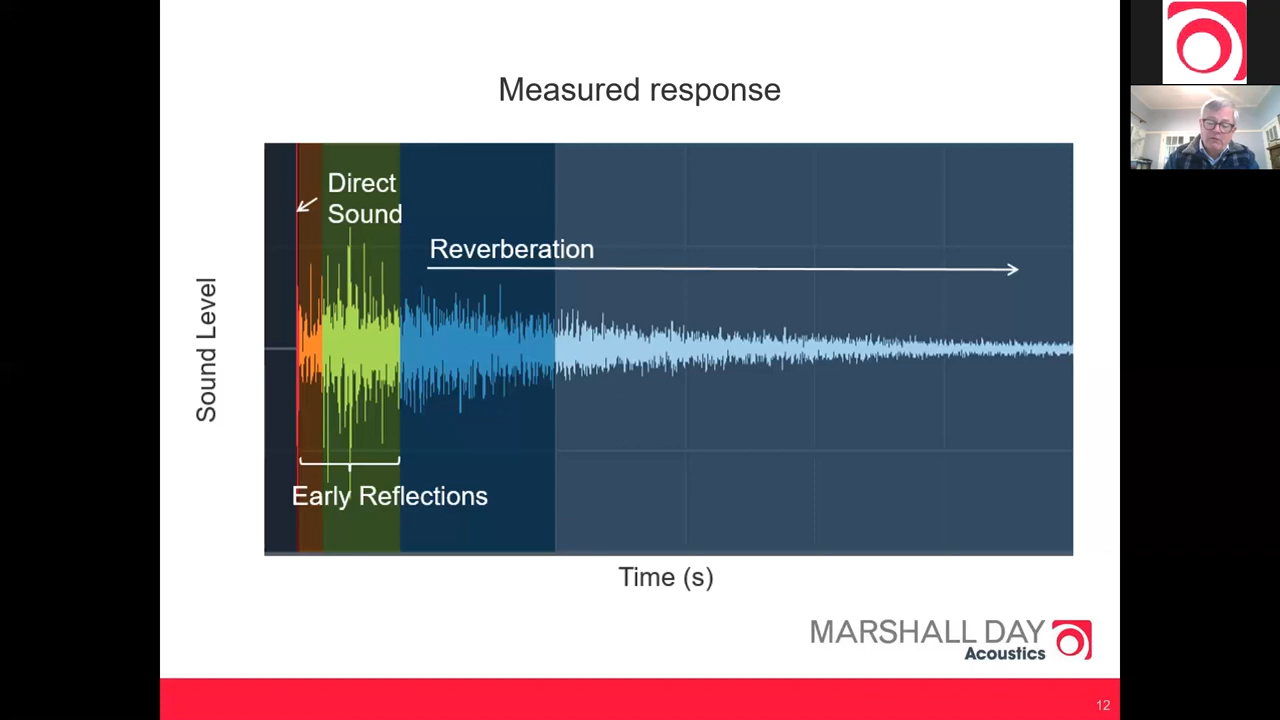 Measured response
Direct
Sound
Reverberation
Sound Level
Early Reflections
Time (s)
MARSHALL DAY
Acoustics
12